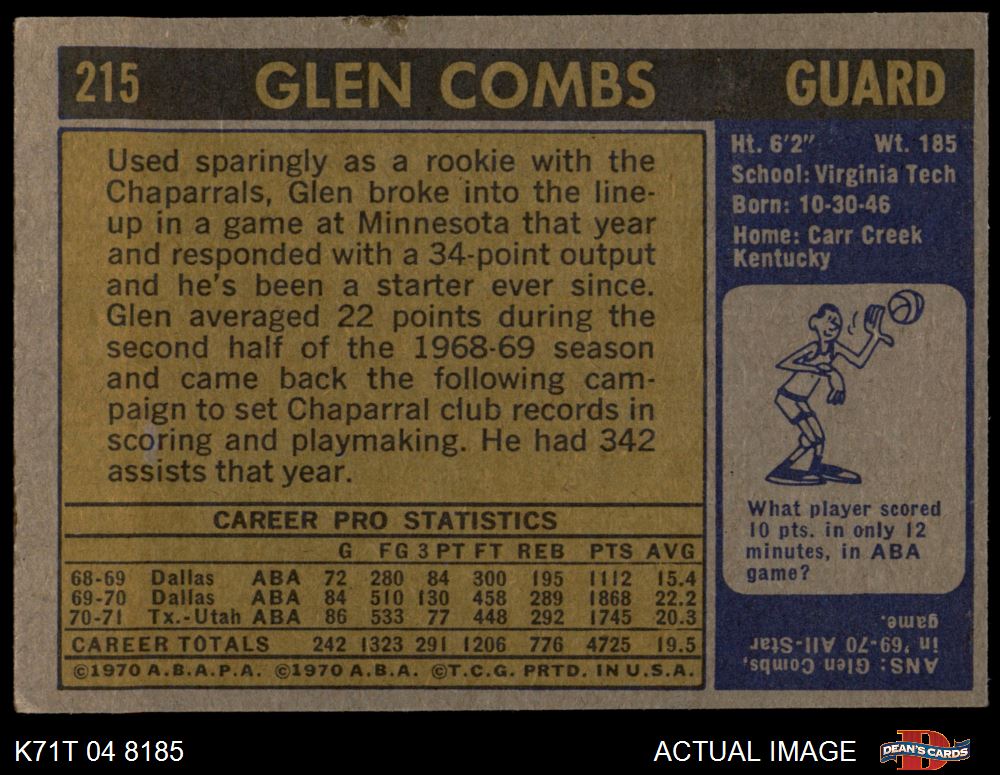 215 GLEN COMBS GUARD
Used sparingly as a rookie with the
Chaparrals, Glen broke into the line-
up in a game at Minnesota that year
and responded with a 34-point output
and he's been a starter ever since.
Glen averaged 22 points during the
second half of the 1968-69 season
and came back the following cam-
paign to set Chaparral club records in
scoring and playmaking. He had 342
assists that year.
CAREER PRO STATISTICS
G FG 3 PT FT REB PTS AVG
68-69 Dallas ABA 72 280 84 300 195 1112 15.4
69-70 Dallas ABA 84 510 130 458 289 1868 22.2
70-71 Tx.-Utah ABA 86 533 77 448 292 1745 20.3
CAREER TOTALS 242 1323 291 1206 776 4725 19.5
©1970 A.B.A.P.A. ©1970 A.B.A. ©T.C.G. PRTD. IN U.S.A.
Ht. 6'2" Wt. 185
School: Virginia Tech
Born: 10-30-46
Home: Carr Creek
Kentucky
What player scored
10 pts. in only 12
minutes, in ABA
game?
ANS: Glen Combs,
in '69-70 All-Star
game.
K71T 04 8185 ACTUAL IMAGE DEAN'S CARDS